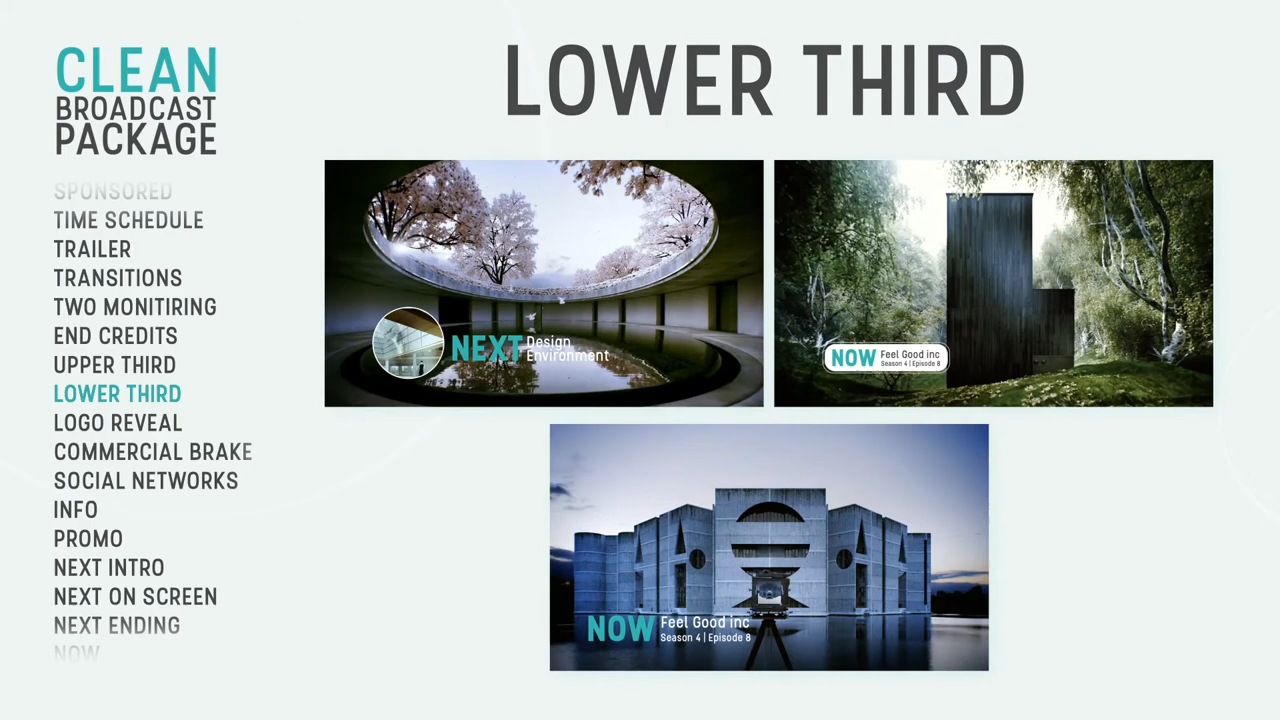 CLEAN
BROADCAST
PACKAGE
SPONSORED
TIME SCHEDULE
TRAILER
TRANSITIONS
TWO MONITIRING
END CREDITS
UPPER THIRD
LOWER THIRD
LOGO REVEAL
COMMERCIAL BRAKE
SOCIAL NETWORKS
INFO
PROMO
NEXT INTRO
NEXT ON SCREEN
NEXT ENDING
NOW
LOWER THIRD
NEXT Design
Environment
NOW Feel Good inc
Season 4 | Episode 8
NOW Feel Good inc
Season 4 | Episode 8